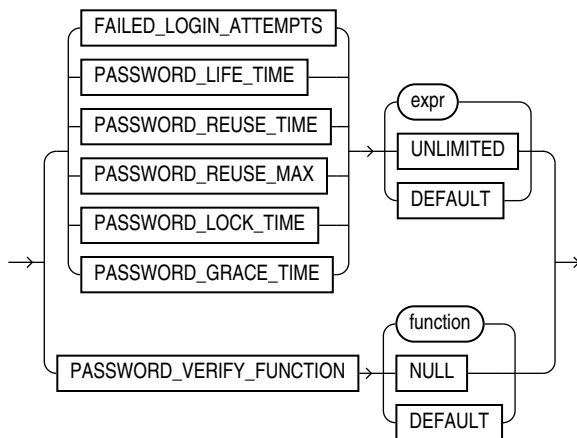 FAILED_LOGIN_ATTEMPTS
PASSWORD_LIFE_TIME
PASSWORD_REUSE_TIME
PASSWORD_REUSE_MAX
PASSWORD_LOCK_TIME
PASSWORD_GRACE_TIME
expr
UNLIMITED
DEFAULT
PASSWORD_VERIFY_FUNCTION
function
NULL
DEFAULT